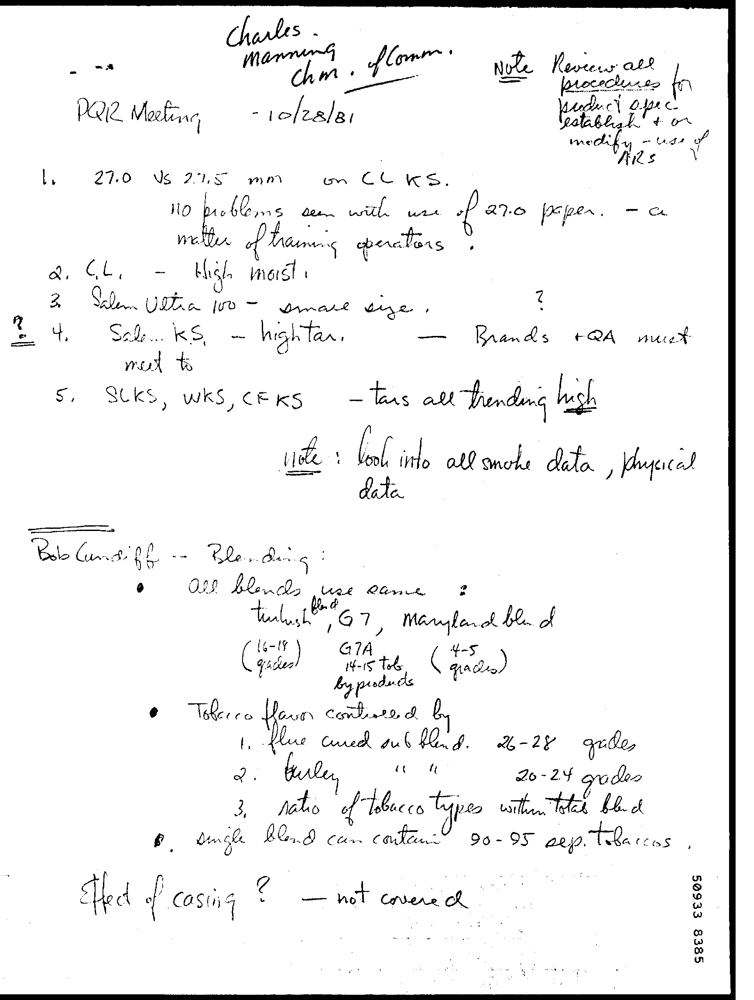 Charles.
Manning
Chm. of Comm.
Note Review all
procedures for
product spec
establish + or
modify - use of
ARs
PQR Meeting - 10/28/81
1. 27.0 vs 27.5 mm on CL KS.
No problems seen with use of 27.0 paper. - a
matter of training operators.
2. C.L. - High moist.
3. Salem Ultra 100 - smoke size. ?
? 4. Salem KS. - high tar. — Brands + QA must
meet to
5. SLKS, WKS, CFKS - tars all trending high
Note: look into all smoke data, physical
data
Bob Cundiff -- Blending:
• All blends use same :
turkish blend, G7, Maryland blend
(16-18 grades) G7A 14-15 tob. by products (4-5 grades)
• Tobacco flavor controlled by
1. flue cured sub blend. 26-28 grades
2. burley " " 20-24 grades
3. ratio of tobacco types within total blend
• single blend can contain 90-95 sep. tobaccos.
Effect of casing? — not covered
50933 8385